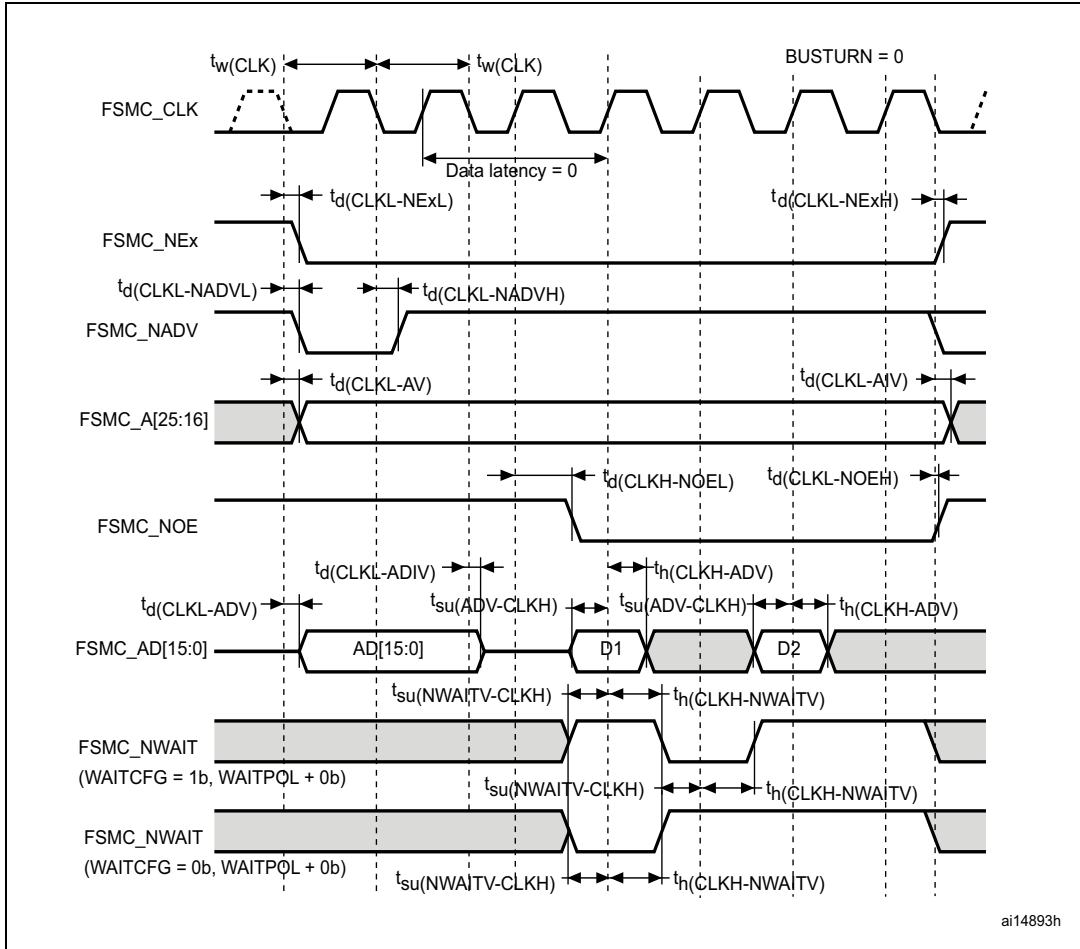 BUSTURN = 0
tw(CLK) tw(CLK)
FSMC_CLK
Data latency = 0
td(CLKL-NExL) td(CLKL-NExH)
FSMC_NEx
td(CLKL-NADVL) td(CLKL-NADVH)
FSMC_NADV
td(CLKL-AV) td(CLKL-AIV)
FSMC_A[25:16]
td(CLKH-NOEL) td(CLKL-NOEH)
FSMC_NOE
td(CLKL-ADIV) th(CLKH-ADV)
td(CLKL-ADV) tsu(ADV-CLKH) tsu(ADV-CLKH) th(CLKH-ADV)
FSMC_AD[15:0] AD[15:0] D1 D2
tsu(NWAITV-CLKH) th(CLKH-NWAITV)
FSMC_NWAIT
(WAITCFG = 1b, WAITPOL + 0b)
tsu(NWAITV-CLKH) th(CLKH-NWAITV)
FSMC_NWAIT
(WAITCFG = 0b, WAITPOL + 0b)
tsu(NWAITV-CLKH) th(CLKH-NWAITV)
ai14893h